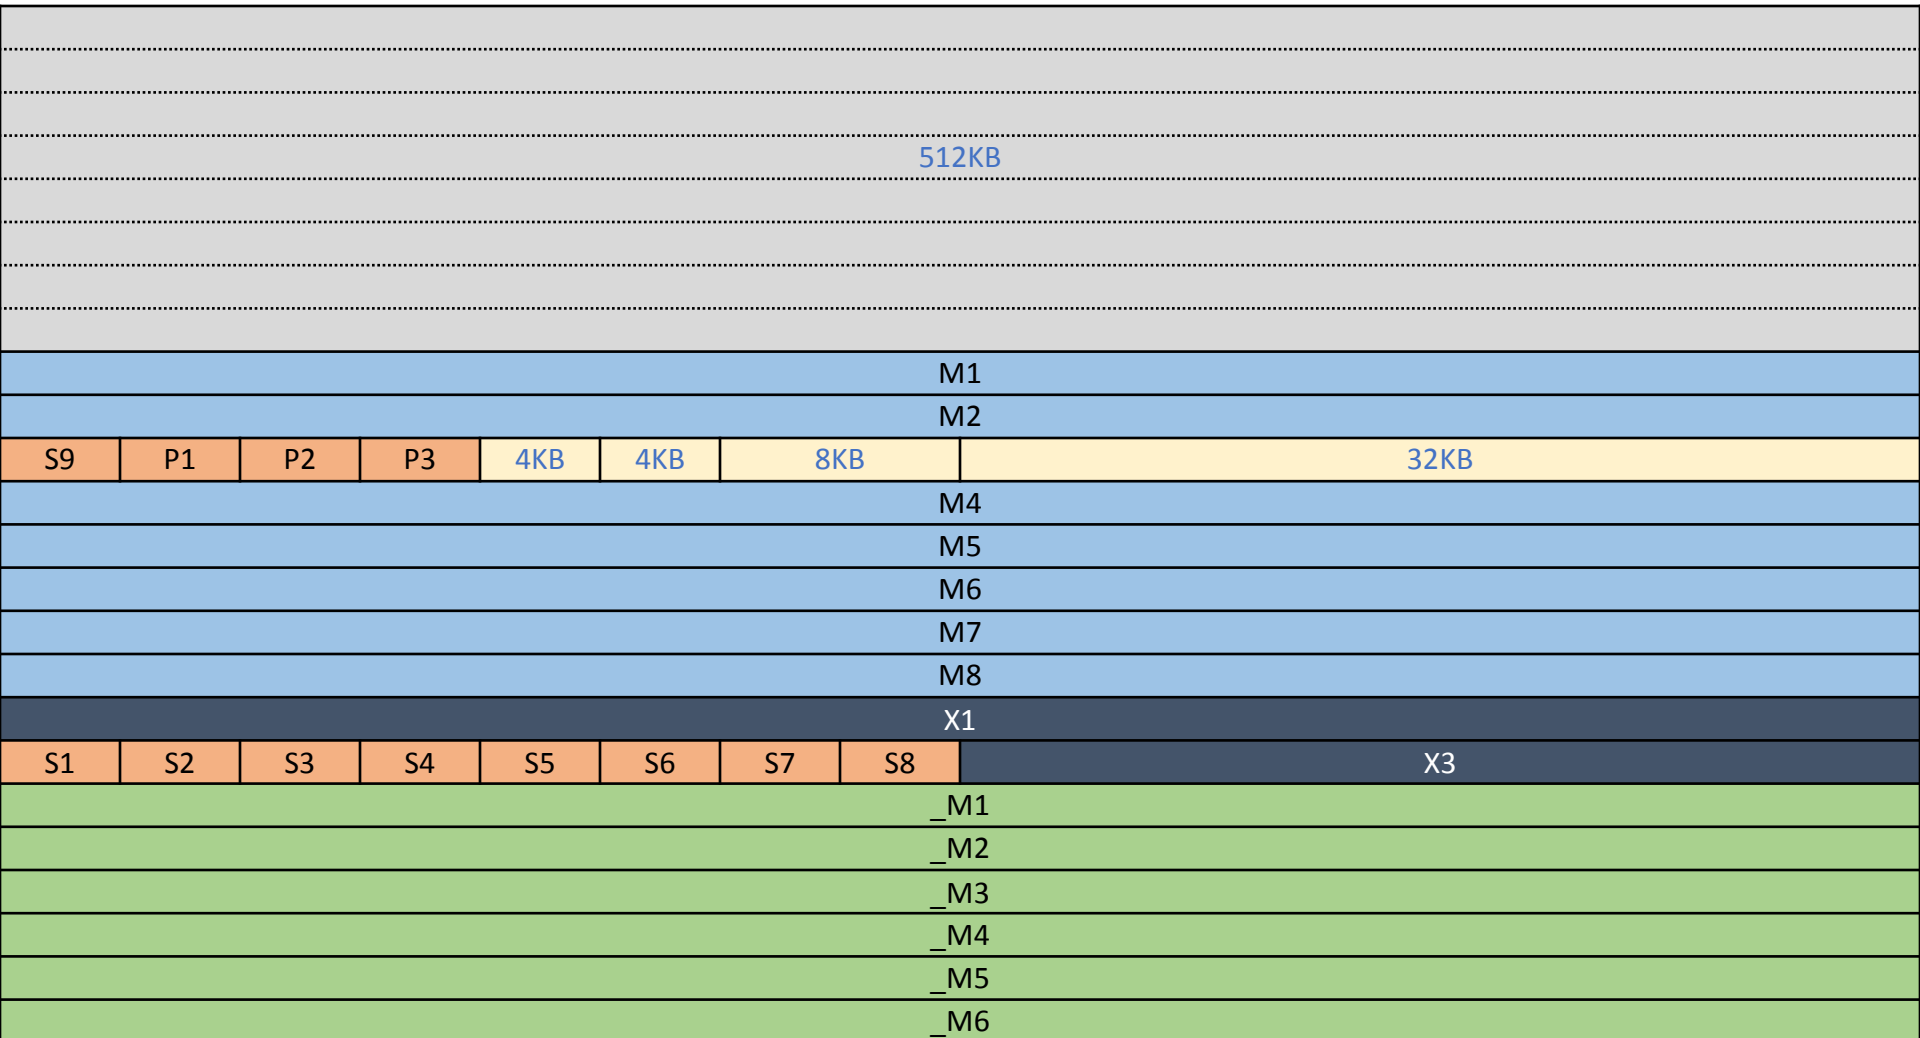 512KB
M1
M2
S9 P1 P2 P3 4KB 4KB 8KB 32KB
M4
M5
M6
M7
M8
X1
S1 S2 S3 S4 S5 S6 S7 S8 X3
_M1
_M2
_M3
_M4
_M5
_M6